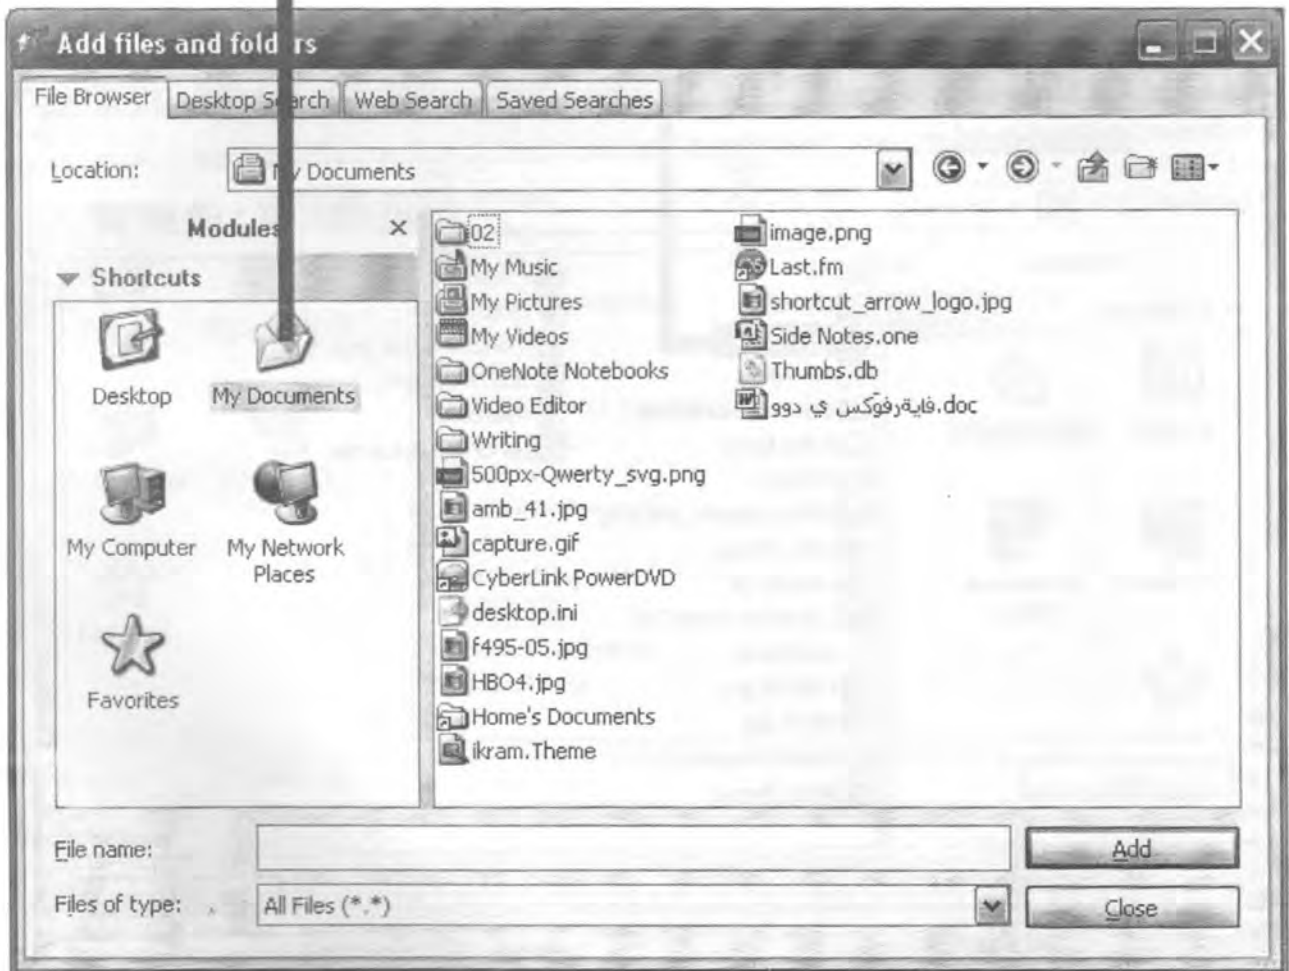 Add files and folders
File Browser
Desktop Search
Web Search
Saved Searches
Location:
My Documents
Modules
Shortcuts
Desktop
My Documents
My Computer
My Network
Places
Favorites
02
My Music
My Pictures
My Videos
OneNote Notebooks
Video Editor
Writing
500px-Qwerty_svg.png
amb_41.jpg
capture.gif
CyberLink PowerDVD
desktop.ini
f495-05.jpg
HBO4.jpg
Home's Documents
ikram.Theme
image.png
Last.fm
shortcut_arrow_logo.jpg
Side Notes.one
Thumbs.db
فايةرفؤكس ي دوو.doc
File name:
Add
Files of type:
All Files (*.*)
Close